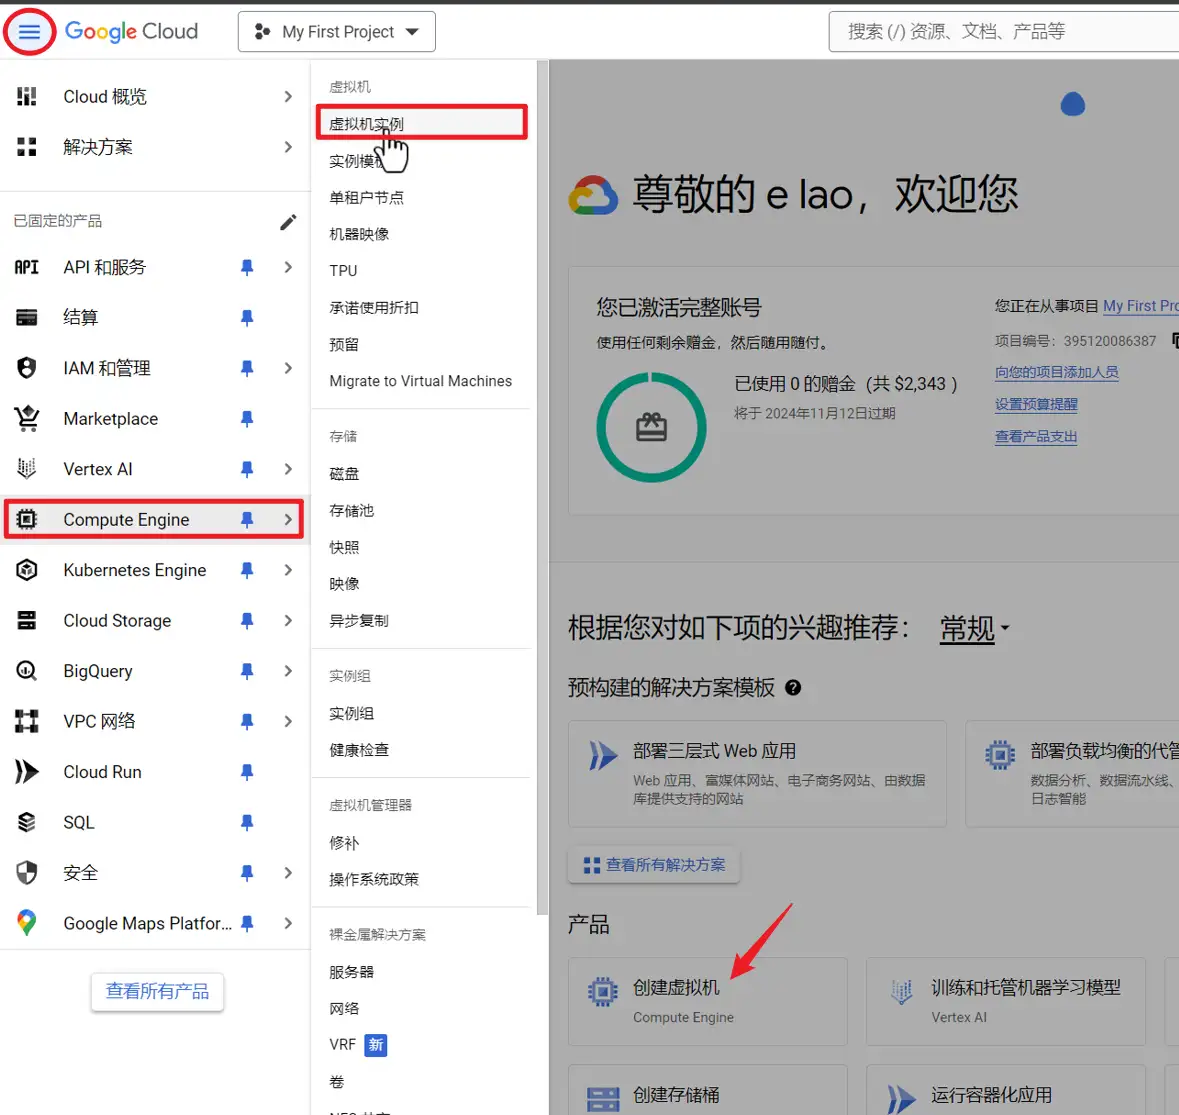 Google Cloud
My First Project
搜索 (/) 资源、文档、产品等
Cloud 概览
解决方案
已固定的产品
API 和服务
结算
IAM 和管理
Marketplace
Vertex AI
Compute Engine
Kubernetes Engine
Cloud Storage
BigQuery
VPC 网络
Cloud Run
SQL
安全
Google Maps Platfor...
查看所有产品
虚拟机
虚拟机实例
实例模板
单租户节点
机器映像
TPU
承诺使用折扣
预留
Migrate to Virtual Machines
存储
磁盘
存储池
快照
映像
异步复制
实例组
实例组
健康检查
虚拟机管理器
修补
操作系统政策
裸金属解决方案
服务器
网络
VRF 新
卷
尊敬的 e lao，欢迎您
您已激活完整账号
使用任何剩余赠金，然后随用随付。
已使用 0 的赠金（共 $2,343 ）
将于 2024年11月12日过期
您正在从事项目 My First Pro
项目编号：395120086387
向您的项目添加人员
设置预算提醒
查看产品支出
根据您对如下项的兴趣推荐： 常规
预构建的解决方案模板
部署三层式 Web 应用
Web 应用、富媒体网站、电子商务网站、由数据
库提供支持的网站
部署负载均衡的代管
数据分析、数据流水线、
日志智能
查看所有解决方案
产品
创建虚拟机
Compute Engine
训练和托管机器学习模型
Vertex AI
创建存储桶
运行容器化应用